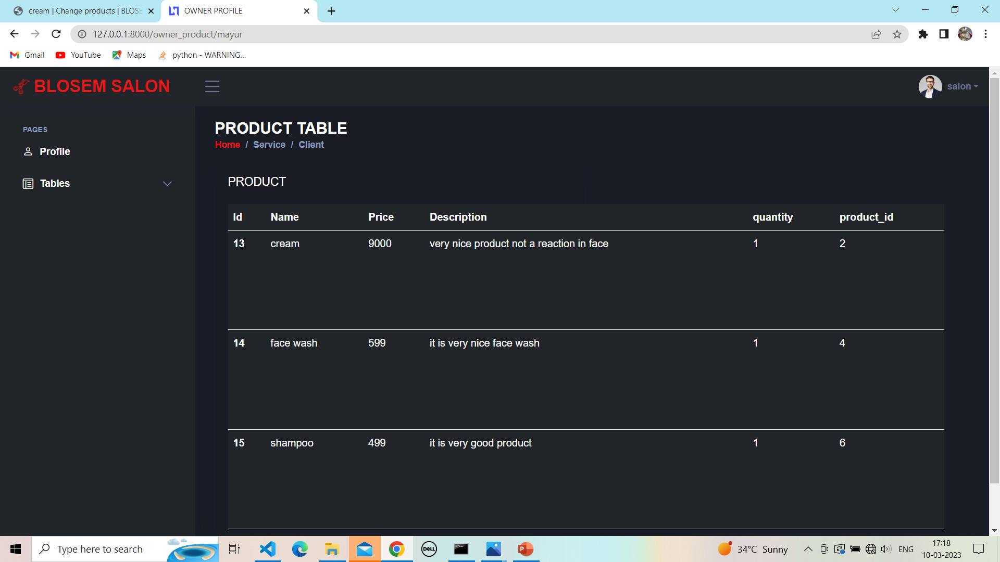 cream | Change products | BLOSE
OWNER PROFILE
127.0.0.1:8000/owner_product/mayur
Gmail YouTube Maps python - WARNING...
BLOSEM SALON
salon
PAGES
Profile
Tables
PRODUCT TABLE
Home / Service / Client
PRODUCT
Id Name Price Description quantity product_id
13 cream 9000 very nice product not a reaction in face 1 2
14 face wash 599 it is very nice face wash 1 4
15 shampoo 499 it is very good product 1 6
Type here to search
DELL
P
34°C Sunny
ENG
17:18
10-03-2023